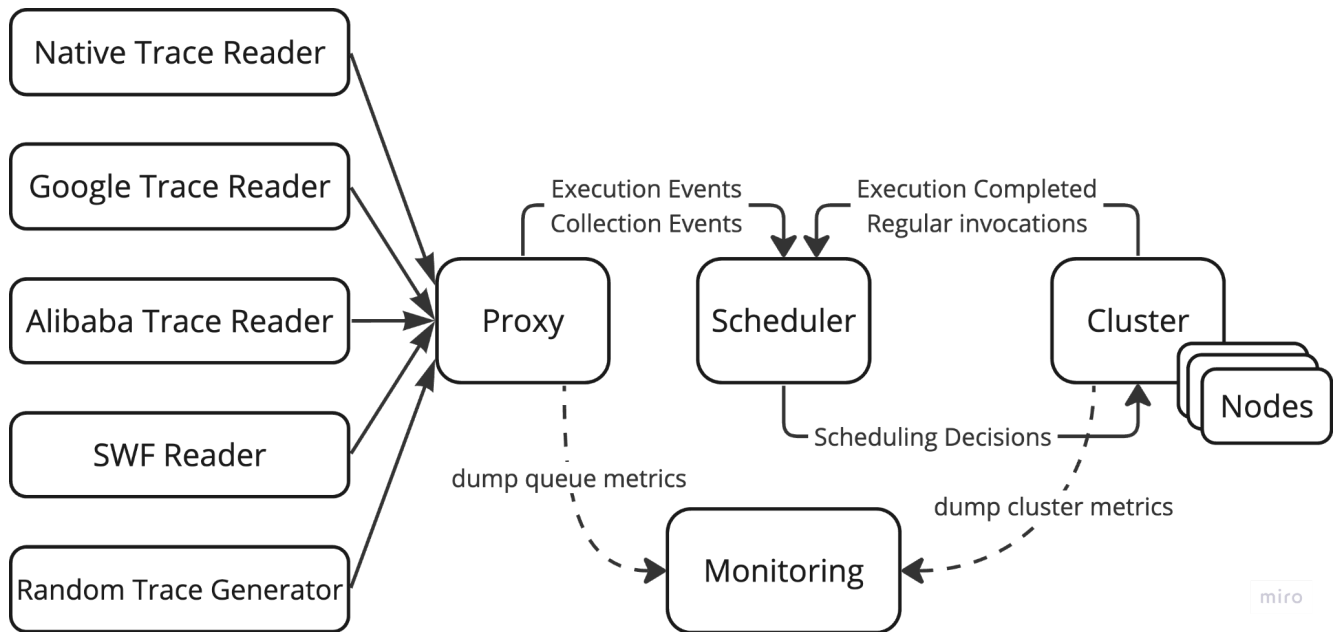 Native Trace Reader
Google Trace Reader
Alibaba Trace Reader
SWF Reader
Random Trace Generator
Proxy
Execution Events
Collection Events
Scheduler
Execution Completed
Regular invocations
Cluster
Nodes
Scheduling Decisions
dump queue metrics
dump cluster metrics
Monitoring
miro